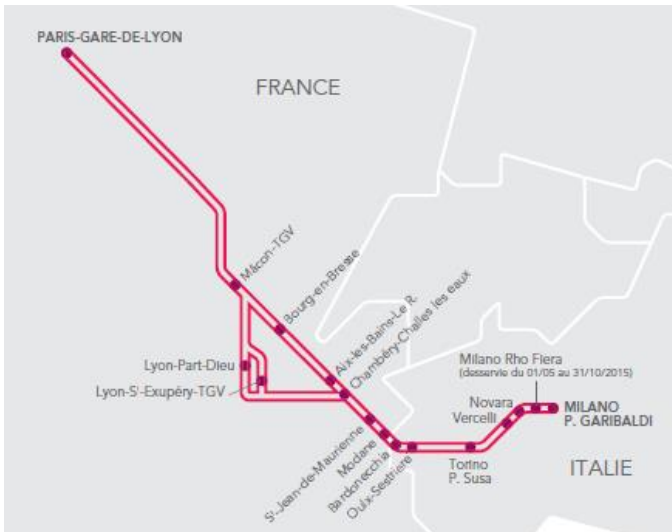 PARIS-GARE-DE-LYON
FRANCE
Mâcon-TGV
Bourg-en-Bresse
Aix-les-Bains-Le R.
Chambéry-Challes les eaux
Lyon-Part-Dieu
Lyon-St-Exupéry-TGV
St-Jean-de-Maurienne
Modane
Bardonecchia
Oulx-Sestriere
Milano Rho Fiera
(desservie du 01/05 au 31/10/2015)
Novara
Vercelli
MILANO
P. GARIBALDI
Torino
P. Susa
ITALIE